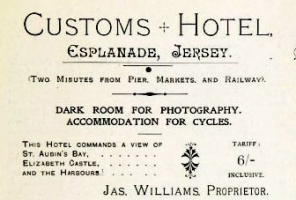 Customs + Hotel,
Esplanade, Jersey.
(Two Minutes from Pier, Markets, and Railway).
DARK ROOM FOR PHOTOGRAPHY.
ACCOMMODATION FOR CYCLES.
This Hotel commands a view of
St. Aubin's Bay, . . . . . . .
Elizabeth Castle, . . . . . .
and the Harbours. . . . . .
Tariff:
6/-
inclusive.
Jas. Williams, Proprietor.